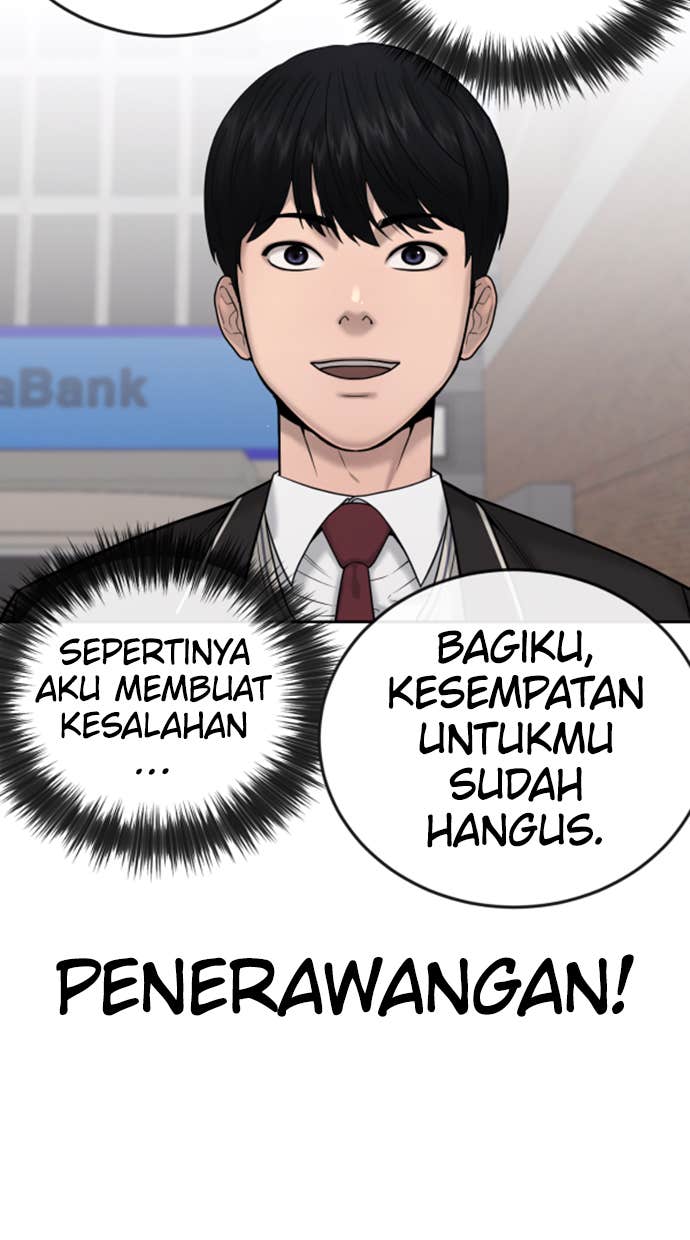 aBank
SEPERTINYA
AKU MEMBUAT
KESALAHAN
...
BAGIKU,
KESEMPATAN
UNTUKMU
SUDAH
HANGUS.
PENERAWANGAN!